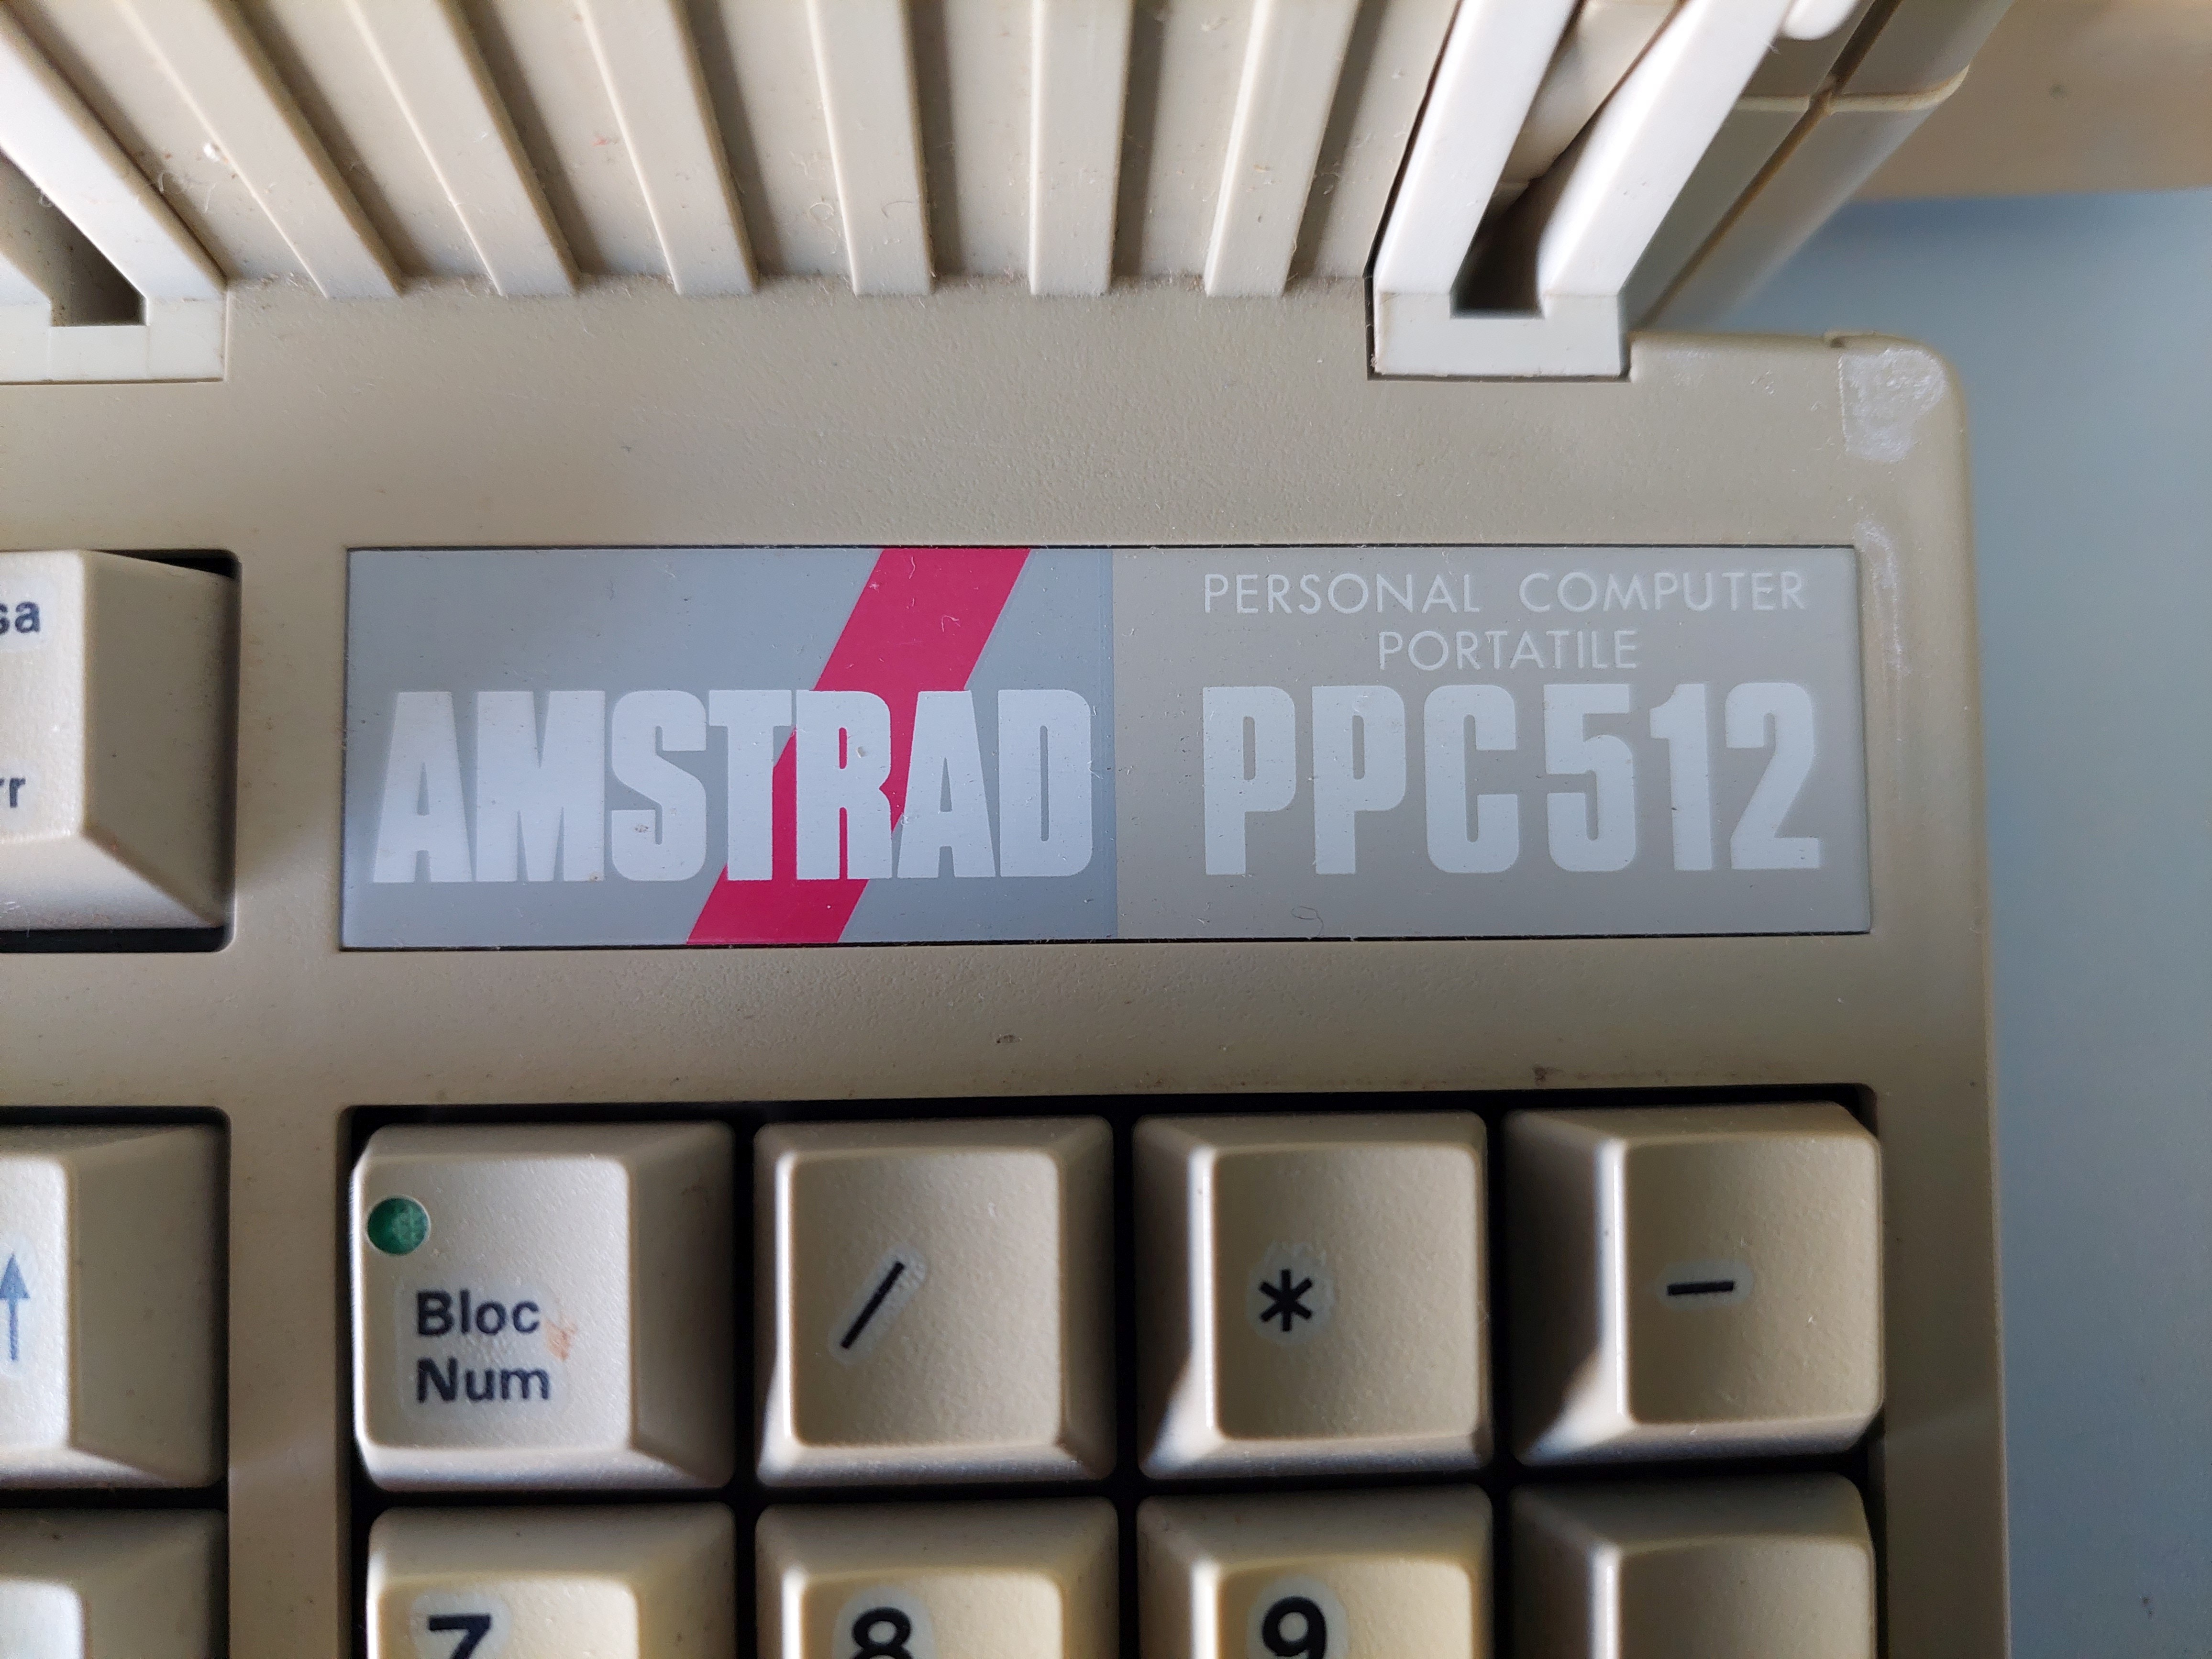 PERSONAL COMPUTER
PORTATILE
AMSTRAD PPC512
Bloc
Num
/
*
-
7
8
9